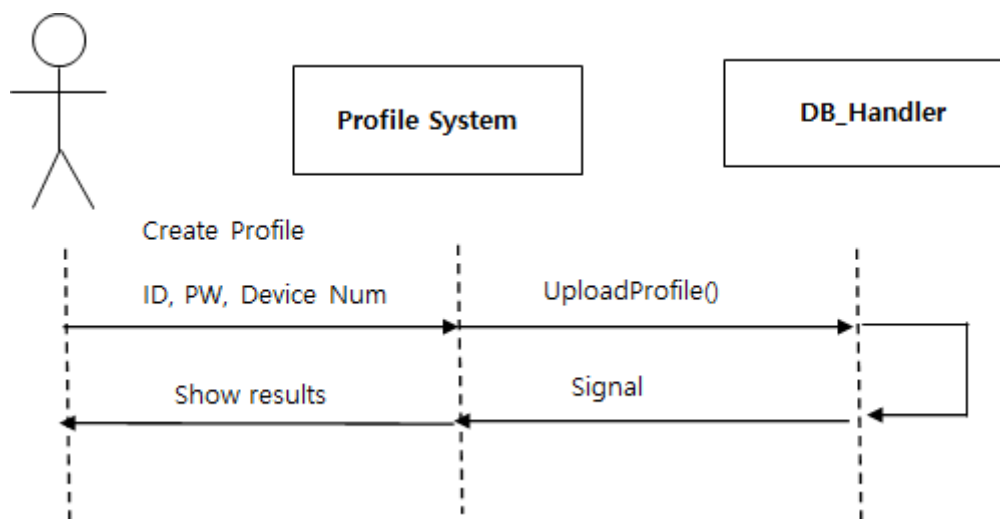 Profile System
DB_Handler
Create Profile
ID, PW, Device Num
UploadProfile()
Show results
Signal